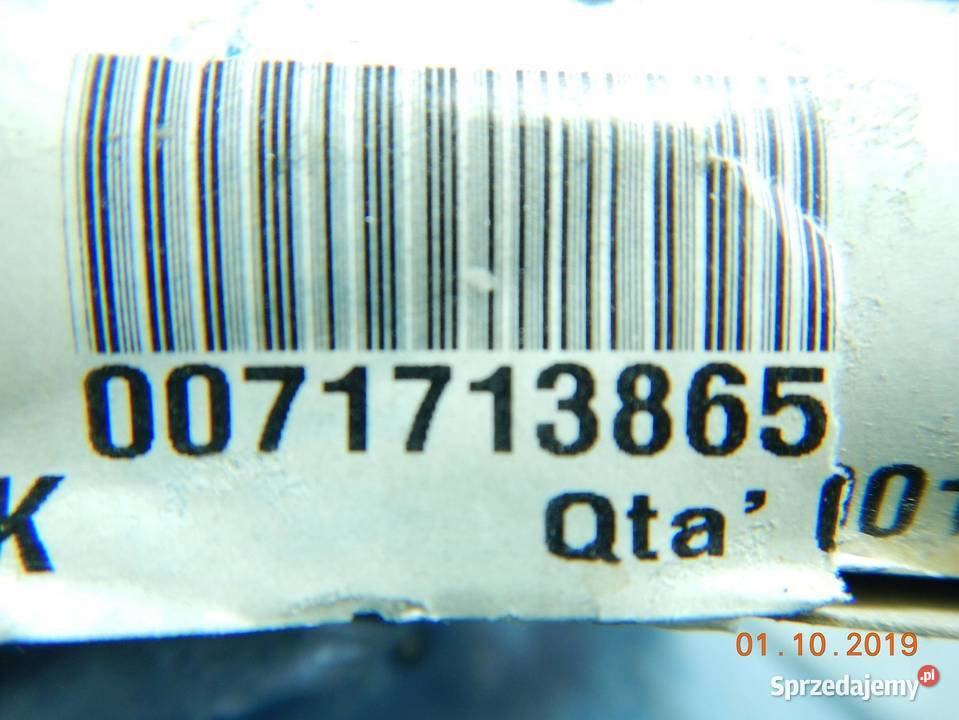 0071713865
K
Qta'
01.10.2019
Sprzedajemy.pl